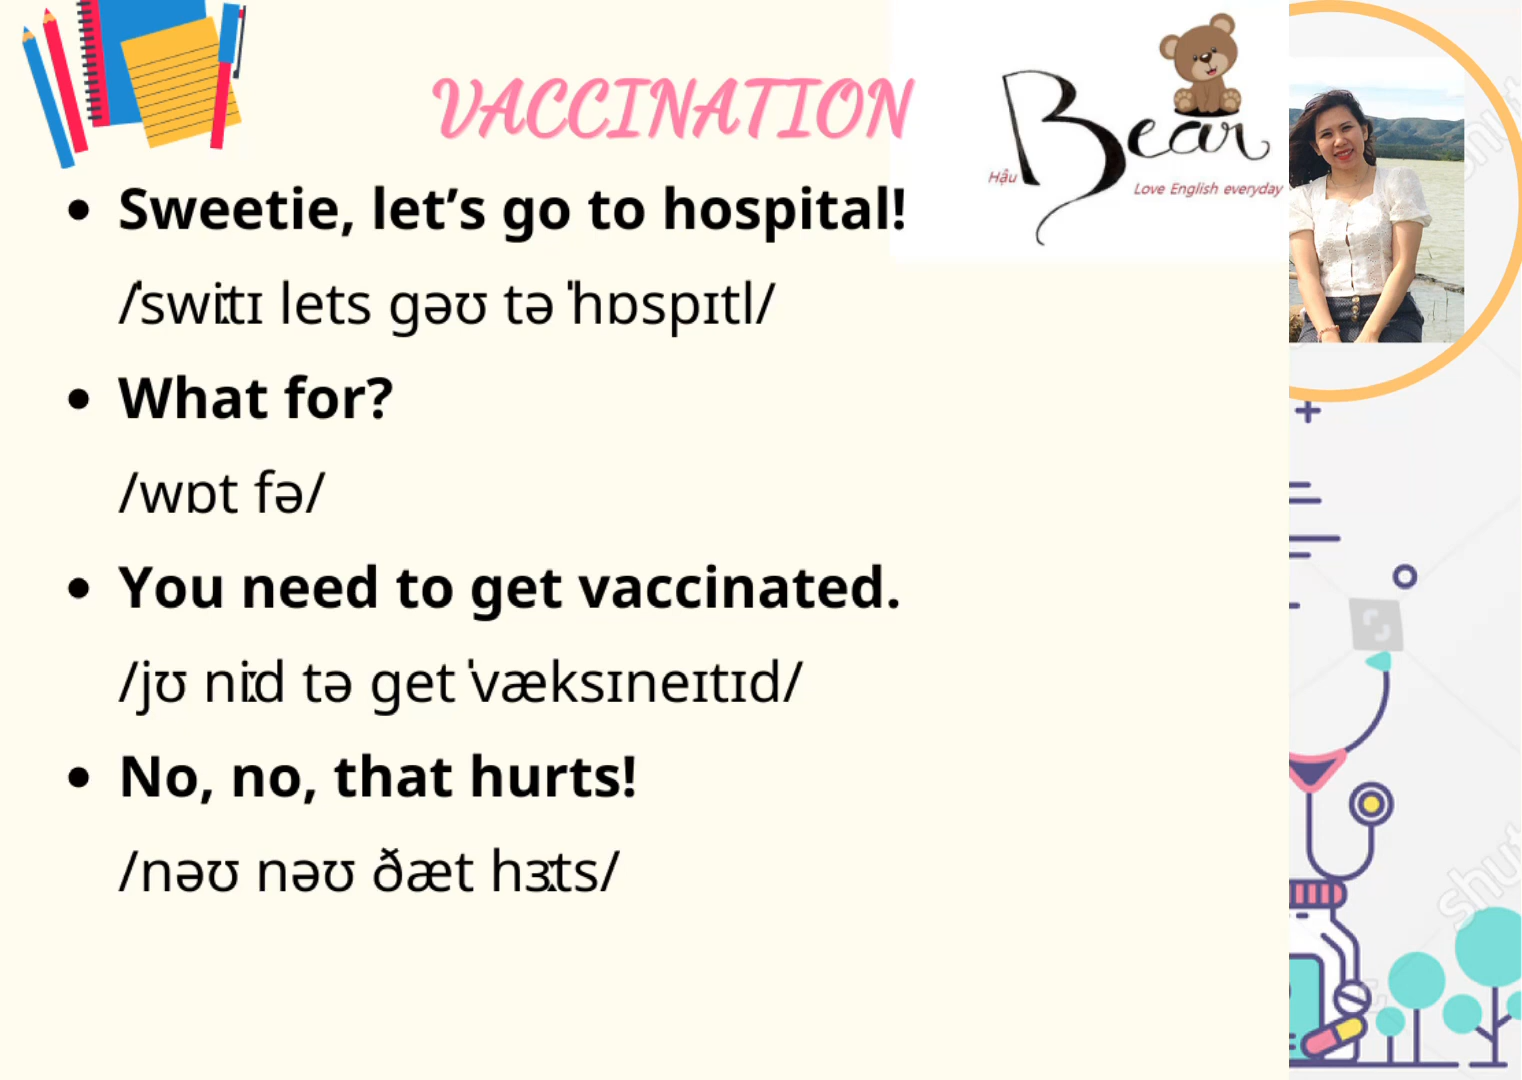 VACCINATION
Bear
Hậu
Love English everyday
Sweetie, let’s go to hospital!
/ˈswiːtɪ lets gəʊ tə ˈhɒspɪtl/
What for?
/wɒt fə/
You need to get vaccinated.
/jʊ niːd tə get ˈvæksɪneɪtɪd/
No, no, that hurts!
/nəʊ nəʊ ðæt hɜːts/
shut
shut